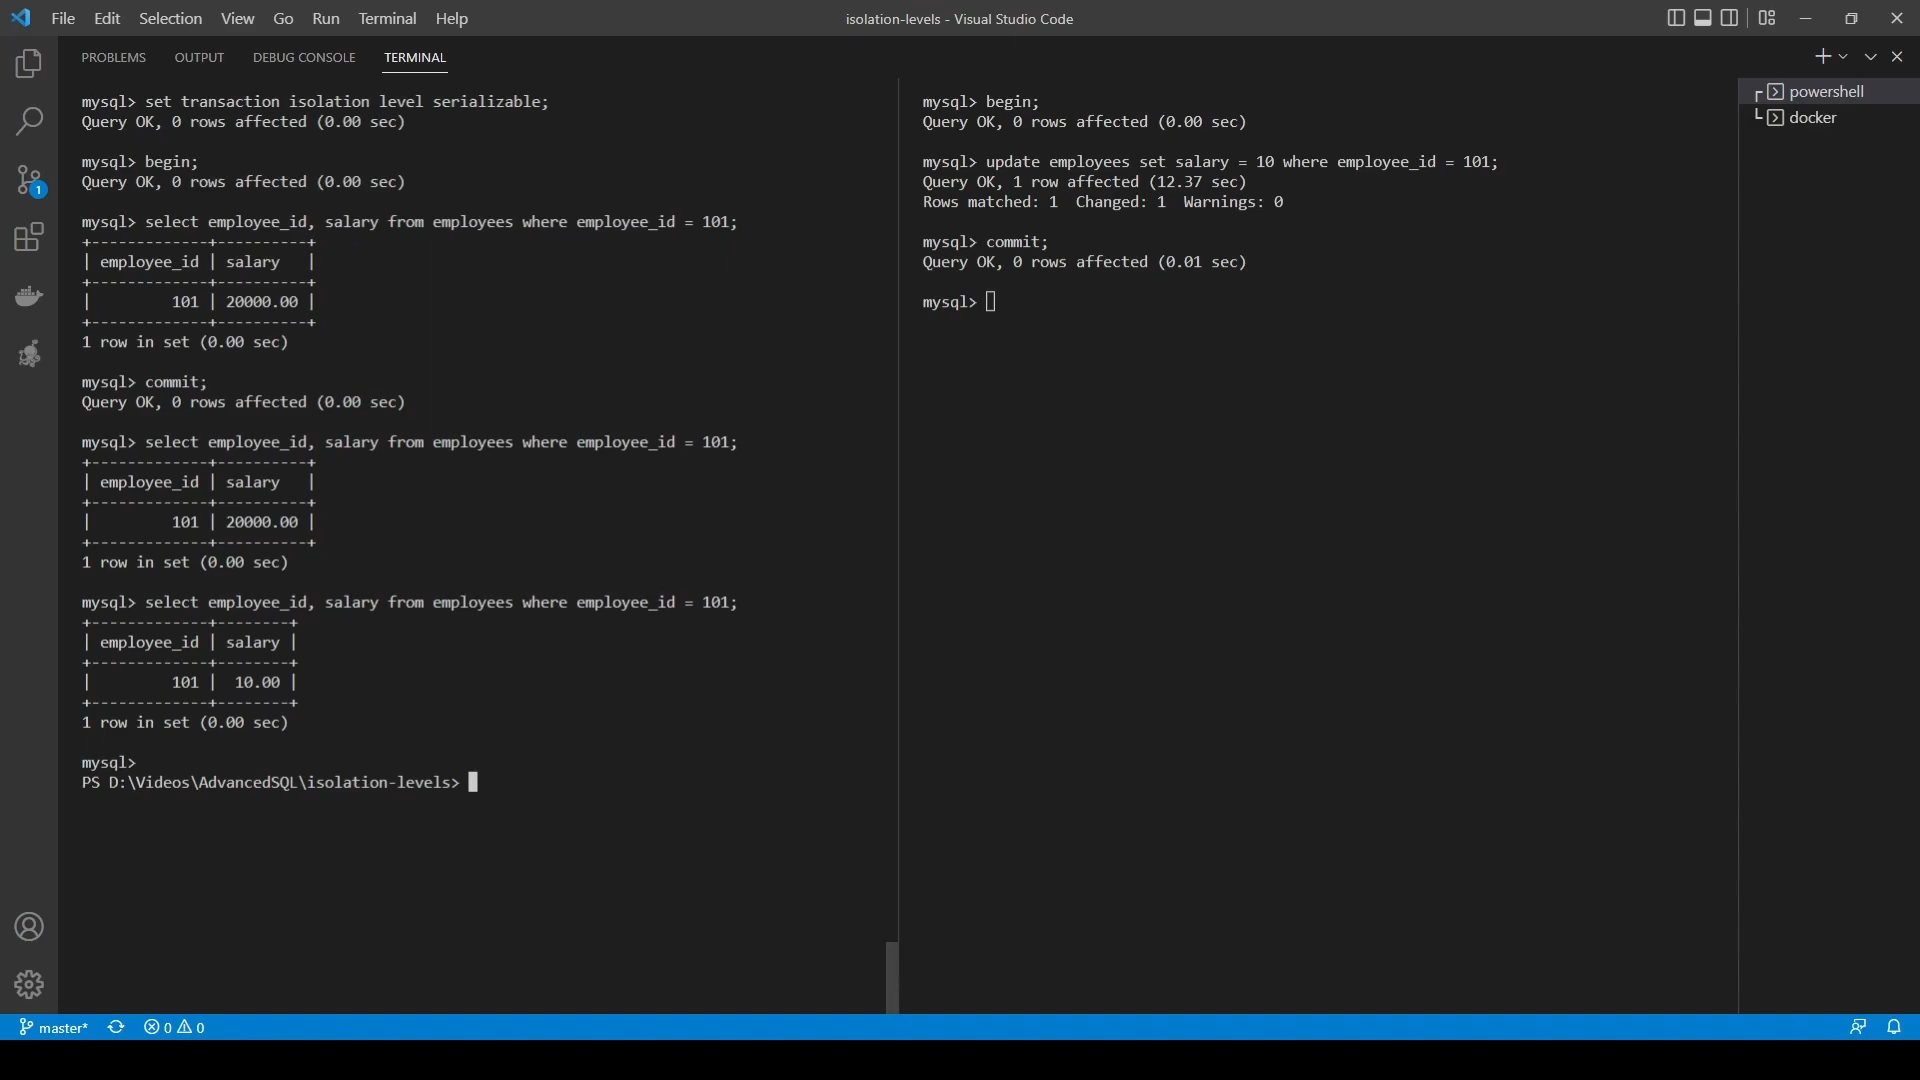 File Edit Selection View Go Run Terminal Help
isolation-levels - Visual Studio Code
PROBLEMS OUTPUT DEBUG CONSOLE TERMINAL
mysql> set transaction isolation level serializable;
Query OK, 0 rows affected (0.00 sec)
mysql> begin;
Query OK, 0 rows affected (0.00 sec)
mysql> select employee_id, salary from employees where employee_id = 101;
+-------------+----------+
| employee_id | salary   |
+-------------+----------+
|         101 | 20000.00 |
+-------------+----------+
1 row in set (0.00 sec)
mysql> commit;
Query OK, 0 rows affected (0.00 sec)
mysql> select employee_id, salary from employees where employee_id = 101;
+-------------+----------+
| employee_id | salary   |
+-------------+----------+
|         101 | 20000.00 |
+-------------+----------+
1 row in set (0.00 sec)
mysql> select employee_id, salary from employees where employee_id = 101;
+-------------+--------+
| employee_id | salary |
+-------------+--------+
|         101 |  10.00 |
+-------------+--------+
1 row in set (0.00 sec)
mysql>
PS D:\Videos\AdvancedSQL\isolation-levels>
mysql> begin;
Query OK, 0 rows affected (0.00 sec)
mysql> update employees set salary = 10 where employee_id = 101;
Query OK, 1 row affected (12.37 sec)
Rows matched: 1  Changed: 1  Warnings: 0
mysql> commit;
Query OK, 0 rows affected (0.01 sec)
mysql>
powershell
docker
1
master* 0 0